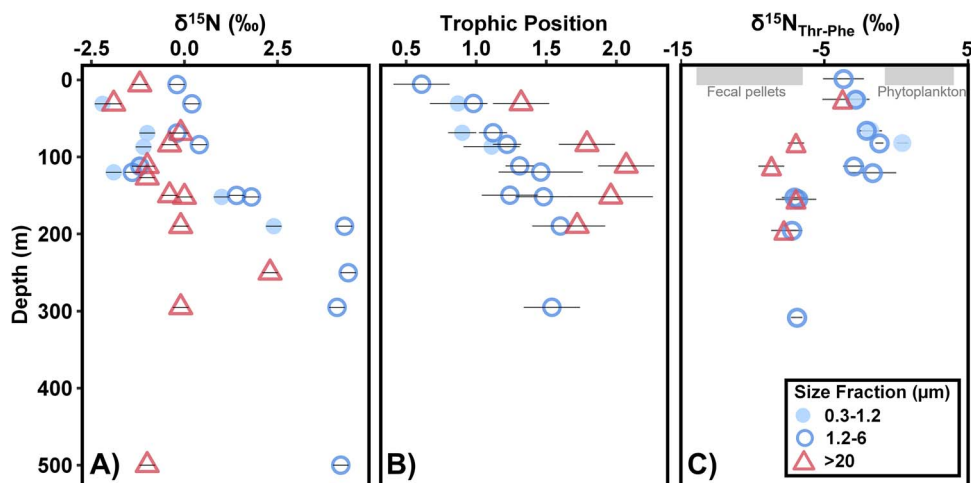 δ¹⁵N (‰)
-2.5 0.0 2.5
Trophic Position
0.5 1.0 1.5 2.0
δ¹⁵N_Thr-Phe (‰)
-15 -5 5
Depth (m)
0
100
200
300
400
500
Fecal pellets Phytoplankton
A) B) C)
Size Fraction (µm)
0.3-1.2
1.2-6
>20